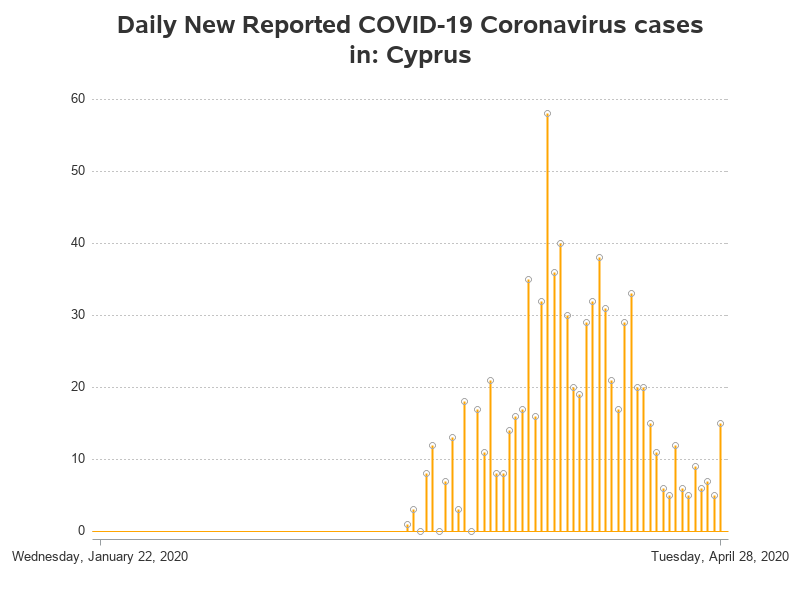 Daily New Reported COVID-19 Coronavirus cases
in: Cyprus
60
50
40
30
20
10
0
Wednesday, January 22, 2020
Tuesday, April 28, 2020